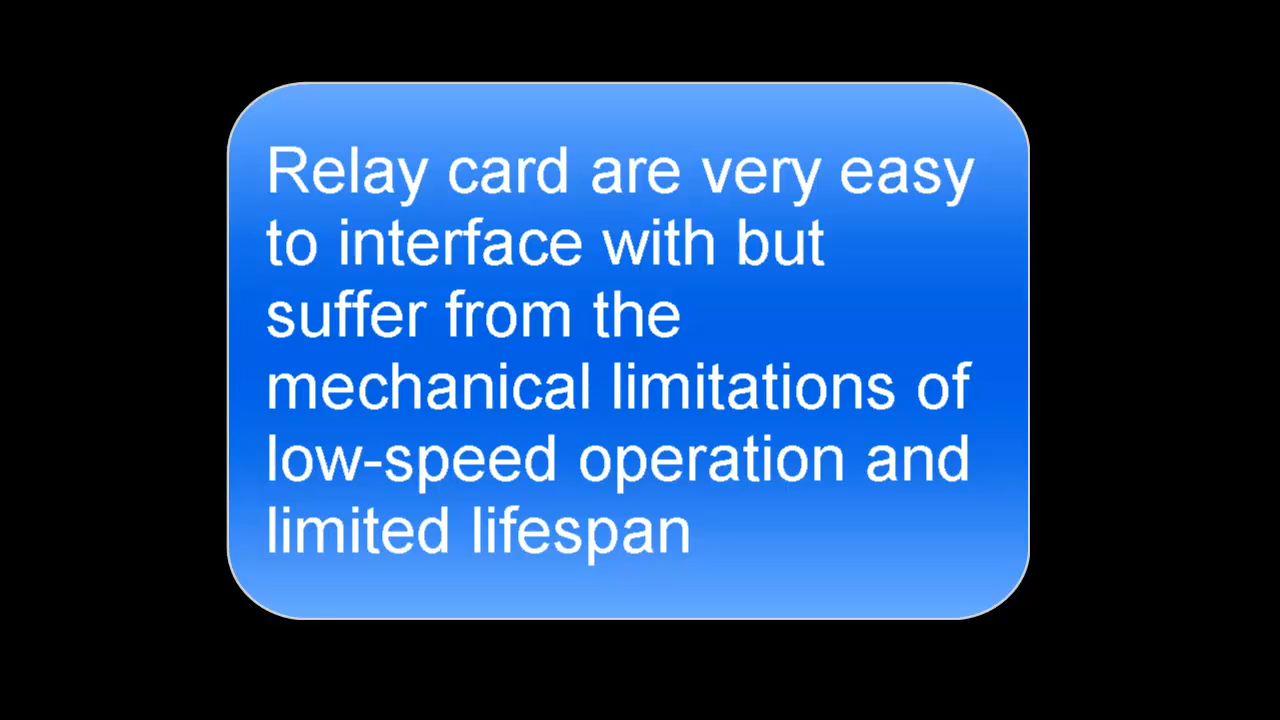 Relay card are very easy
to interface with but
suffer from the
mechanical limitations of
low-speed operation and
limited lifespan